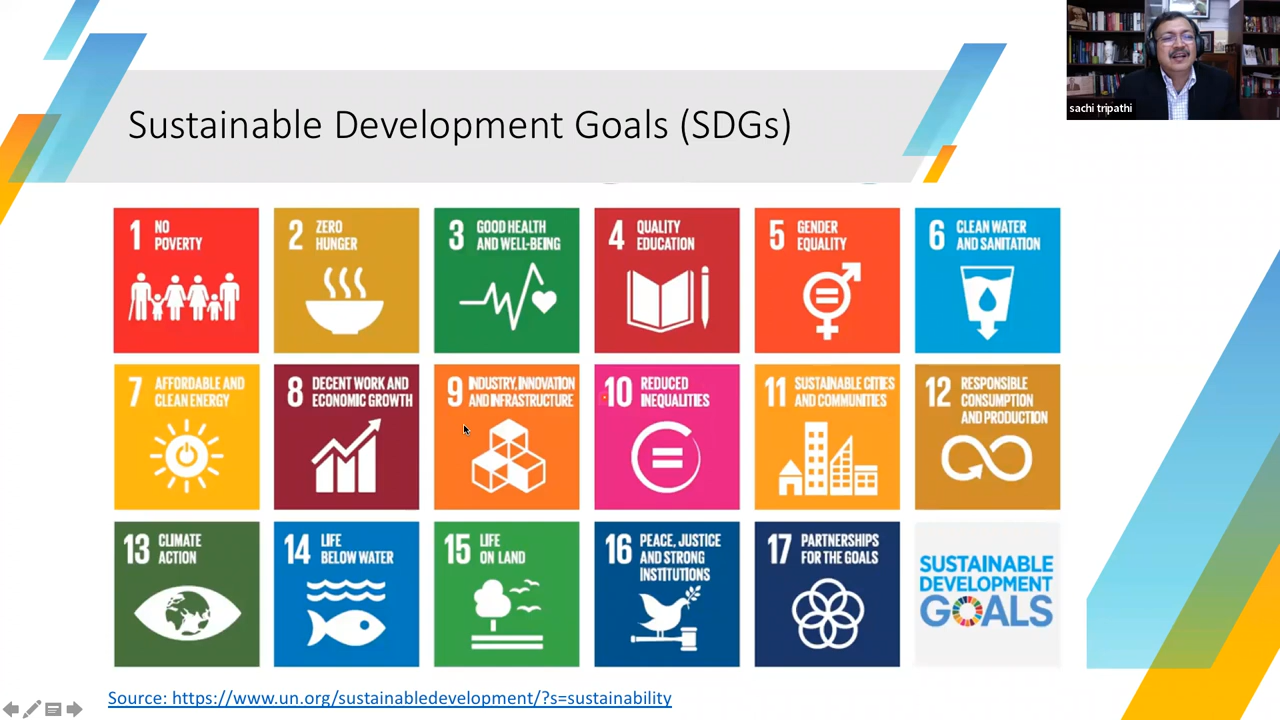 sachi tripathi
Sustainable Development Goals (SDGs)
1 NO
POVERTY
2 ZERO
HUNGER
3 GOOD HEALTH
AND WELL-BEING
4 QUALITY
EDUCATION
5 GENDER
EQUALITY
6 CLEAN WATER
AND SANITATION
7 AFFORDABLE AND
CLEAN ENERGY
8 DECENT WORK AND
ECONOMIC GROWTH
9 INDUSTRY, INNOVATION
AND INFRASTRUCTURE
10 REDUCED
INEQUALITIES
11 SUSTAINABLE CITIES
AND COMMUNITIES
12 RESPONSIBLE
CONSUMPTION
AND PRODUCTION
13 CLIMATE
ACTION
14 LIFE
BELOW WATER
15 LIFE
ON LAND
16 PEACE, JUSTICE
AND STRONG
INSTITUTIONS
17 PARTNERSHIPS
FOR THE GOALS
SUSTAINABLE
DEVELOPMENT
GOALS
Source: https://www.un.org/sustainabledevelopment/?s=sustainability